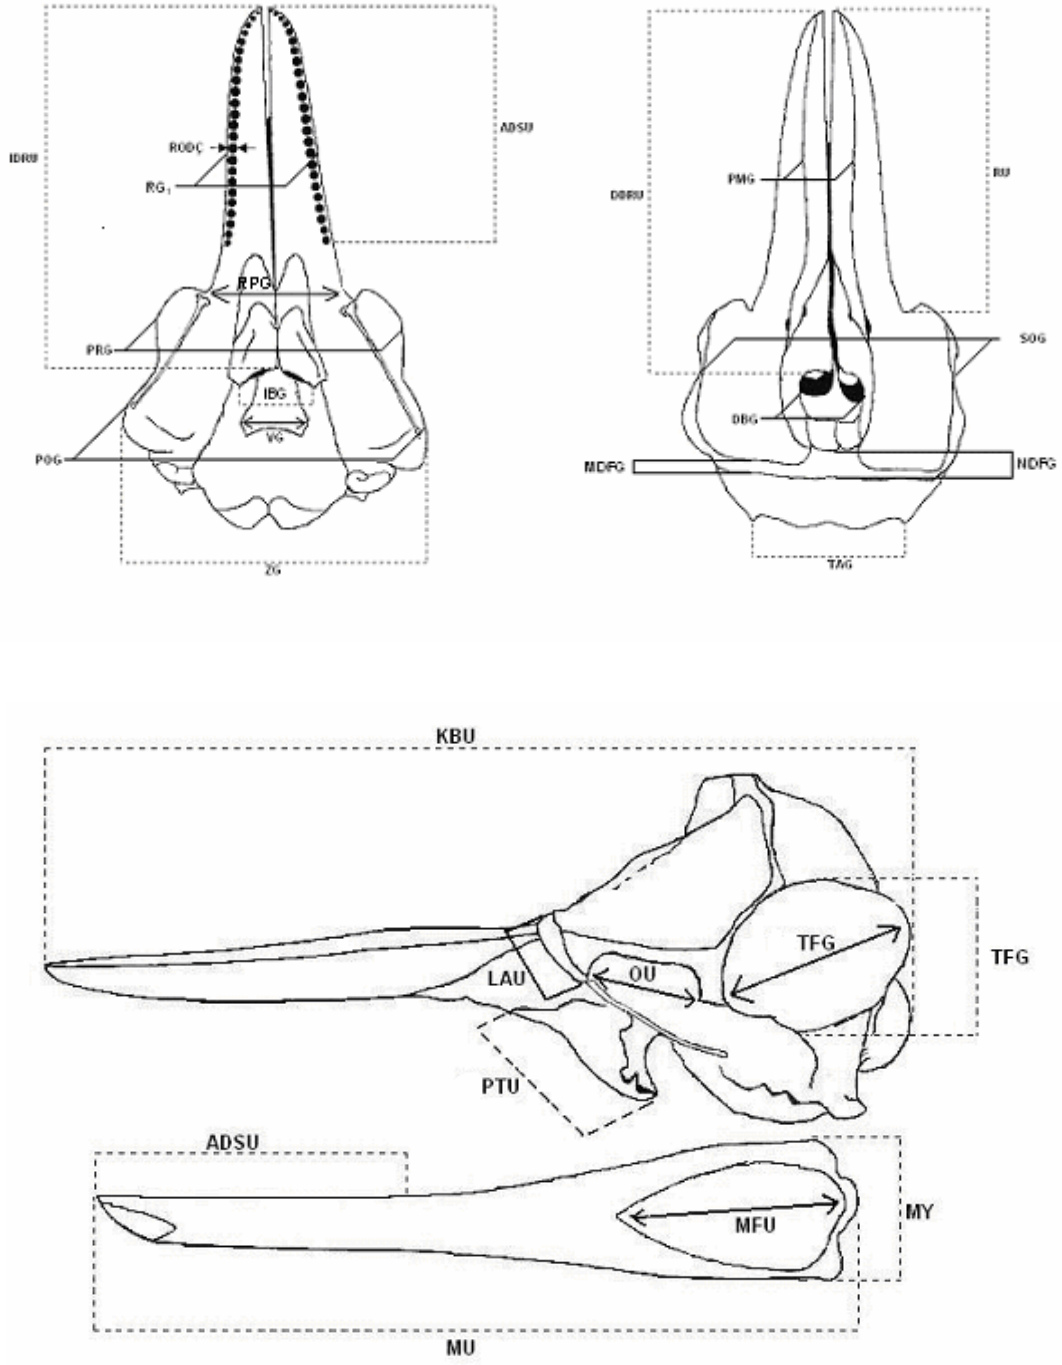 IDRU
ADSU
RODÇ
RG₁
RPG
PRG
IBG
VG
POG
ZG
DDRU
RU
PMG
SOG
DBG
MDFG
NDFG
TAG
KBU
TFG
TFG
OU
LAU
PTU
ADSU
MFU
MY
MU